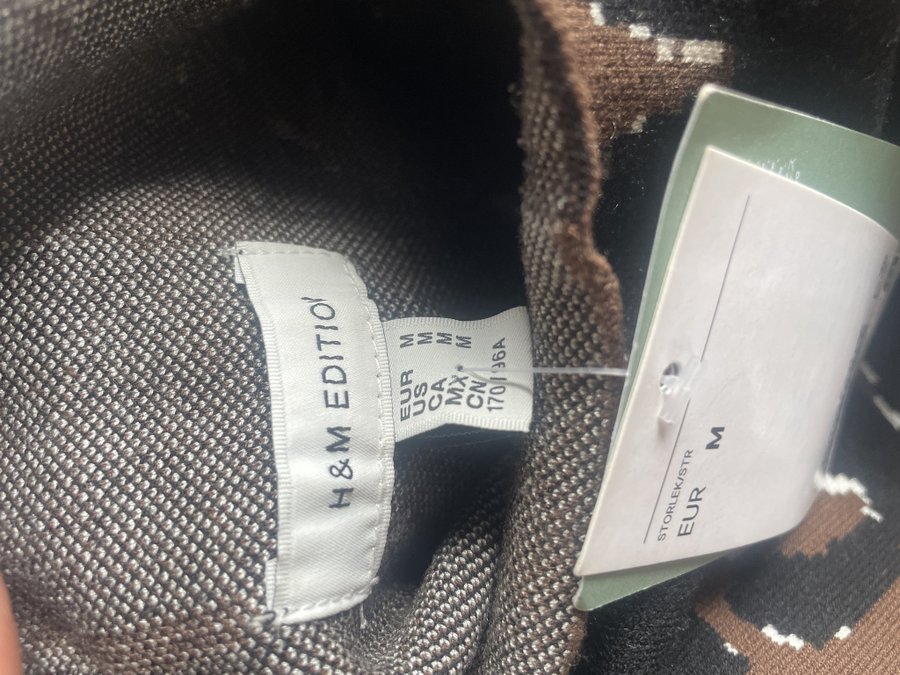 H&M EDITION
EUR M
US M
CA M
MX M
CN
170/96A
STORLEK/STR
EUR M